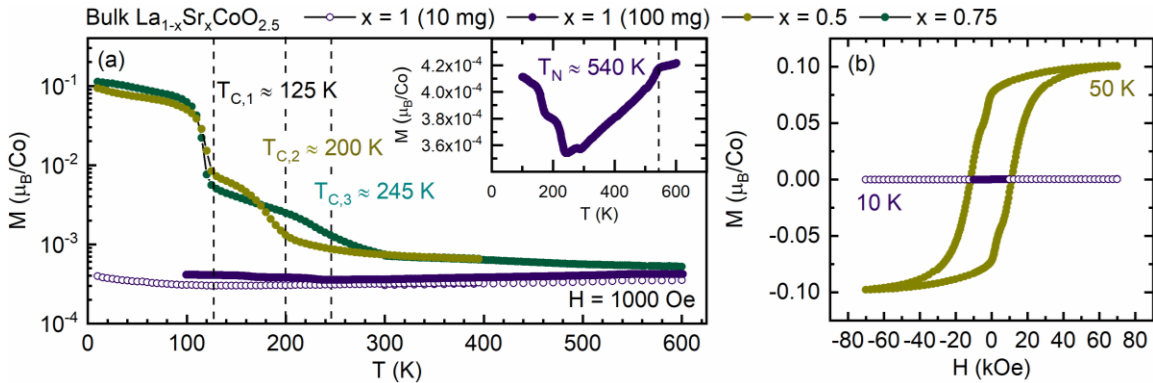 Bulk La1-xSrxCoO2.5
x = 1 (10 mg)
x = 1 (100 mg)
x = 0.5
x = 0.75
(a)
M (μB/Co)
10⁻¹
10⁻²
10⁻³
10⁻⁴
TC,1 ≈ 125 K
TC,2 ≈ 200 K
TC,3 ≈ 245 K
H = 1000 Oe
0 100 200 300 400 500 600
T (K)
M (μB/Co)
4.2x10⁻⁴
4.0x10⁻⁴
3.8x10⁻⁴
3.6x10⁻⁴
TN ≈ 540 K
0 200 400 600
T (K)
(b)
M (μB/Co)
0.10
0.05
0.00
-0.05
-0.10
50 K
10 K
-80 -60 -40 -20 0 20 40 60 80
H (kOe)